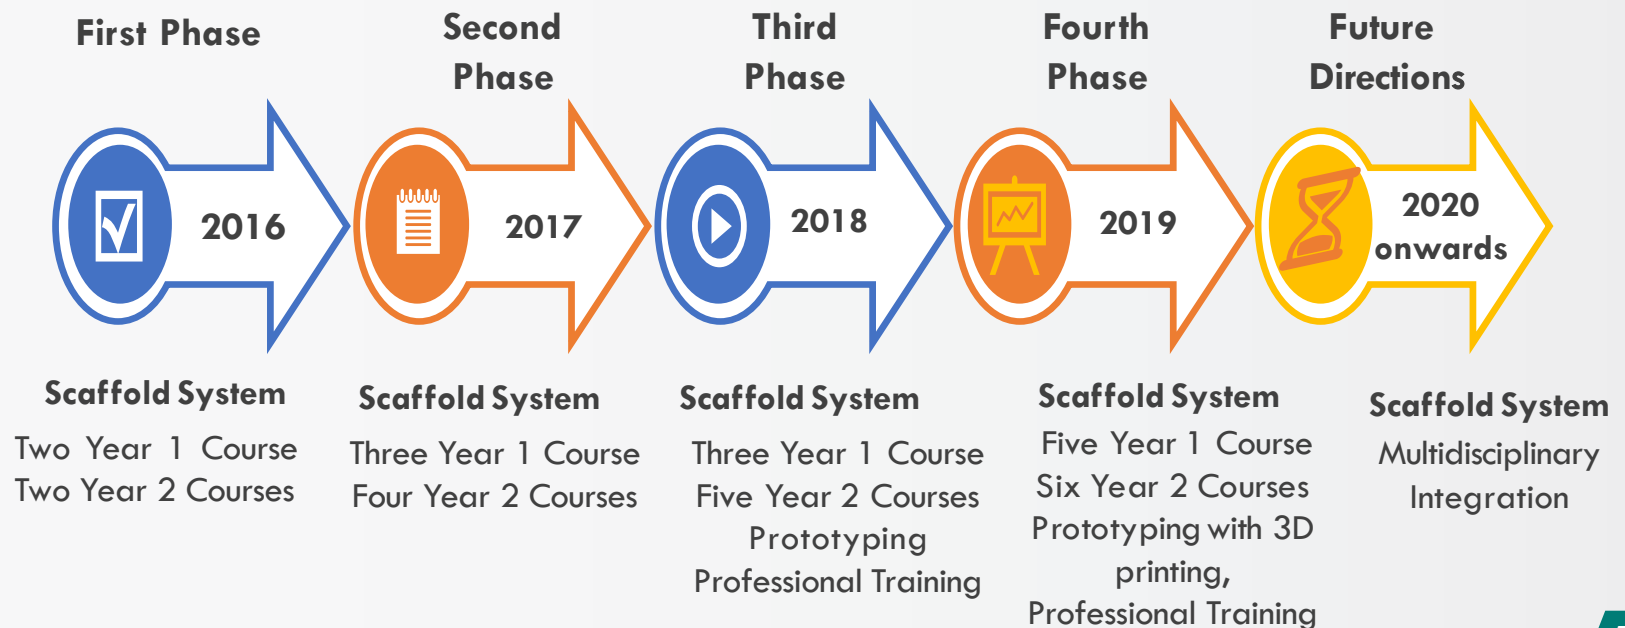 First Phase
Second
Phase
Third
Phase
Fourth
Phase
Future
Directions
2016
2017
2018
2019
2020
onwards
Scaffold System
Two Year 1 Course
Two Year 2 Courses
Scaffold System
Three Year 1 Course
Four Year 2 Courses
Scaffold System
Three Year 1 Course
Five Year 2 Courses
Prototyping
Professional Training
Scaffold System
Five Year 1 Course
Six Year 2 Courses
Prototyping with 3D
printing,
Professional Training
Scaffold System
Multidisciplinary
Integration